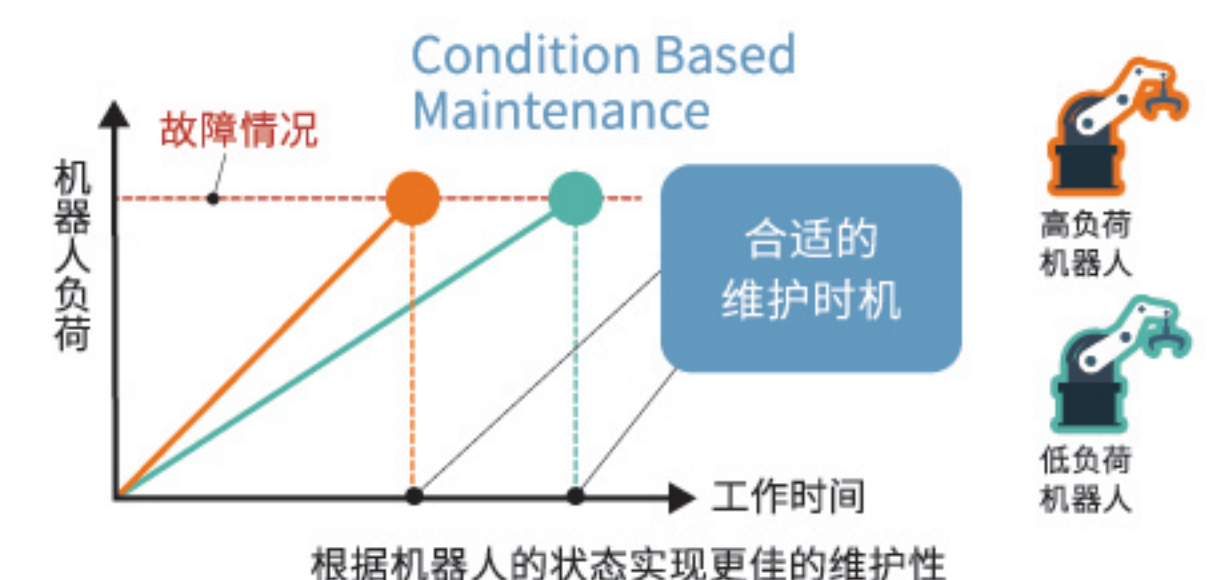 Condition Based
Maintenance
故障情况
机器人负荷
合适的
维护时机
高负荷
机器人
低负荷
机器人
工作时间
根据机器人的状态实现更佳的维护性